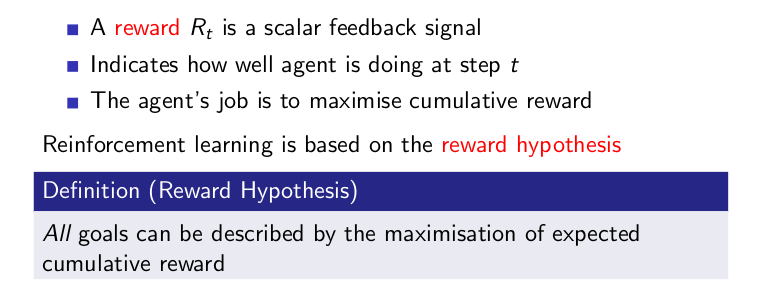 A reward Rt is a scalar feedback signal
Indicates how well agent is doing at step t
The agent's job is to maximise cumulative reward
Reinforcement learning is based on the reward hypothesis
Definition (Reward Hypothesis)
All goals can be described by the maximisation of expected
cumulative reward